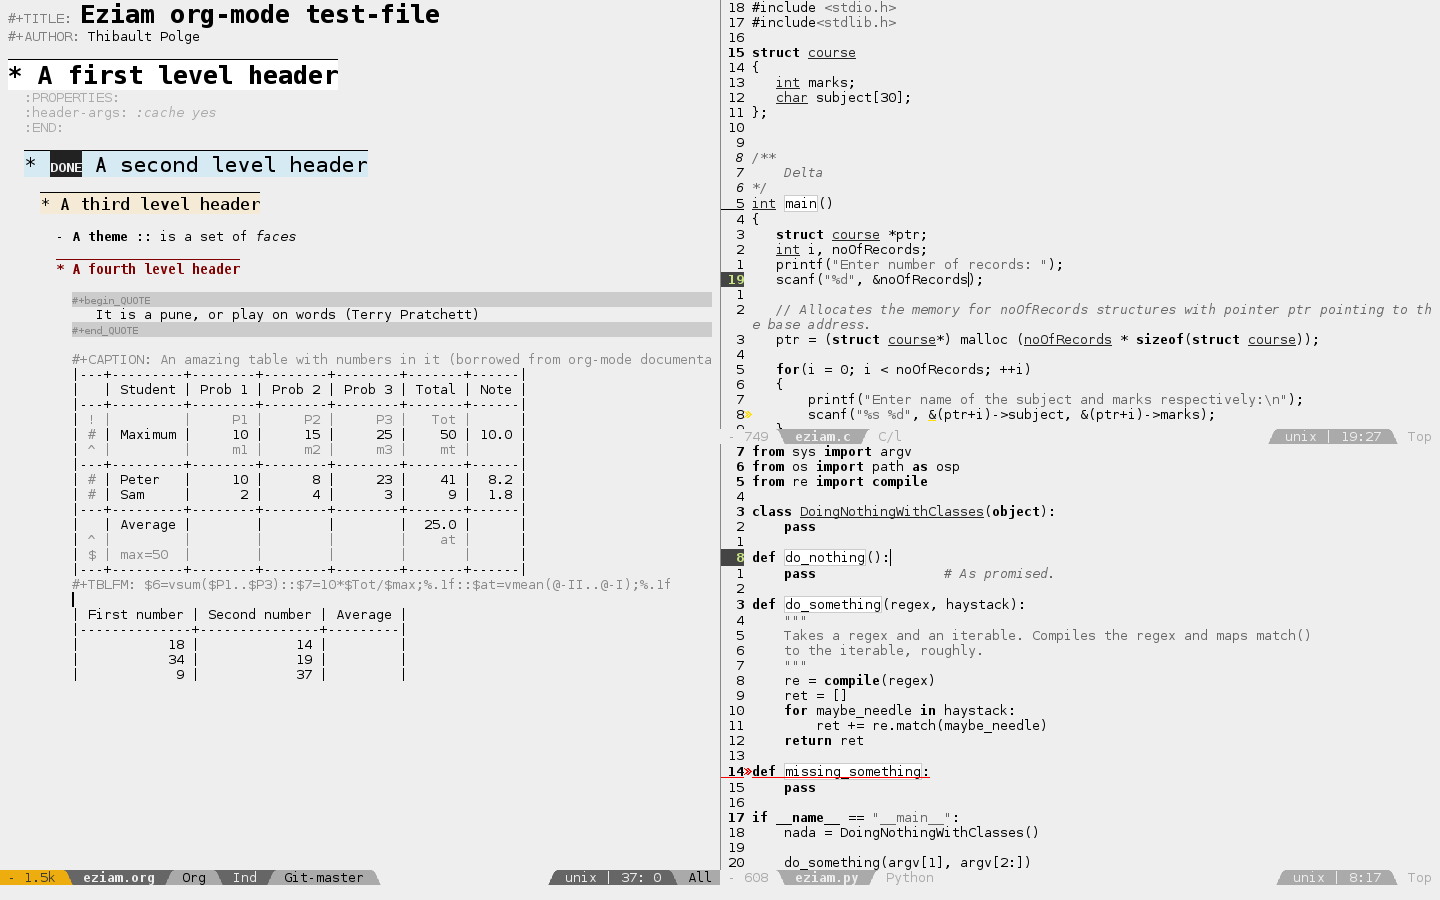 #+TITLE: Eziam org-mode test-file
#+AUTHOR: Thibault Polge
* A first level header
:PROPERTIES:
:header-args: :cache yes
:END:
* DONE A second level header
* A third level header
- A theme :: is a set of faces
* A fourth level header
#+begin_QUOTE
It is a pune, or play on words (Terry Pratchett)
#+end_QUOTE
#+CAPTION: An amazing table with numbers in it (borrowed from org-mode documenta
|---+---------+--------+--------+--------+-------+------|
|   | Student | Prob 1 | Prob 2 | Prob 3 | Total | Note |
|---+---------+--------+--------+--------+-------+------|
| ! |         |     P1 |     P2 |     P3 |   Tot |      |
| # | Maximum |     10 |     15 |     25 |    50 | 10.0 |
| ^ |         |     m1 |     m2 |     m3 |    mt |      |
|---+---------+--------+--------+--------+-------+------|
| # | Peter   |     10 |      8 |     23 |    41 |  8.2 |
| # | Sam     |      2 |      4 |      3 |     9 |  1.8 |
|---+---------+--------+--------+--------+-------+------|
|   | Average |        |        |        |  25.0 |      |
| ^ |         |        |        |        |    at |      |
| $ | max=50  |        |        |        |       |      |
|---+---------+--------+--------+--------+-------+------|
#+TBLFM: $6=vsum($P1..$P3)::$7=10*$Tot/$max;%.1f::$at=vmean(@-II..@-I);%.1f
| First number | Second number | Average |
|--------------+---------------+---------|
|           18 |            14 |         |
|           34 |            19 |         |
|            9 |            37 |         |
- 1.5k eziam.org Org Ind Git-master unix | 37: 0 All
18 #include <stdio.h>
17 #include<stdlib.h>
16
15 struct course
14 {
13    int marks;
12    char subject[30];
11 };
10
9
8 /**
7     Delta
6 */
5 int main()
4 {
3    struct course *ptr;
2    int i, noOfRecords;
1    printf("Enter number of records: ");
19    scanf("%d", &noOfRecords);
1
2    // Allocates the memory for noOfRecords structures with pointer ptr pointing to th
e base address.
3    ptr = (struct course*) malloc (noOfRecords * sizeof(struct course));
4
5    for(i = 0; i < noOfRecords; ++i)
6    {
7        printf("Enter name of the subject and marks respectively:\n");
8»       scanf("%s %d", &(ptr+i)->subject, &(ptr+i)->marks);
9    }
- 749 eziam.c C/l unix | 19:27 Top
7 from sys import argv
6 from os import path as osp
5 from re import compile
4
3 class DoingNothingWithClasses(object):
2     pass
1
8 def do_nothing():
1     pass                # As promised.
2
3 def do_something(regex, haystack):
4     """
5     Takes a regex and an iterable. Compiles the regex and maps match()
6     to the iterable, roughly.
7     """
8     re = compile(regex)
9     ret = []
10     for maybe_needle in haystack:
11         ret += re.match(maybe_needle)
12     return ret
13
14»def missing_something:
15     pass
16
17 if __name__ == "__main__":
18     nada = DoingNothingWithClasses()
19
20     do_something(argv[1], argv[2:])
- 608 eziam.py Python unix | 8:17 Top